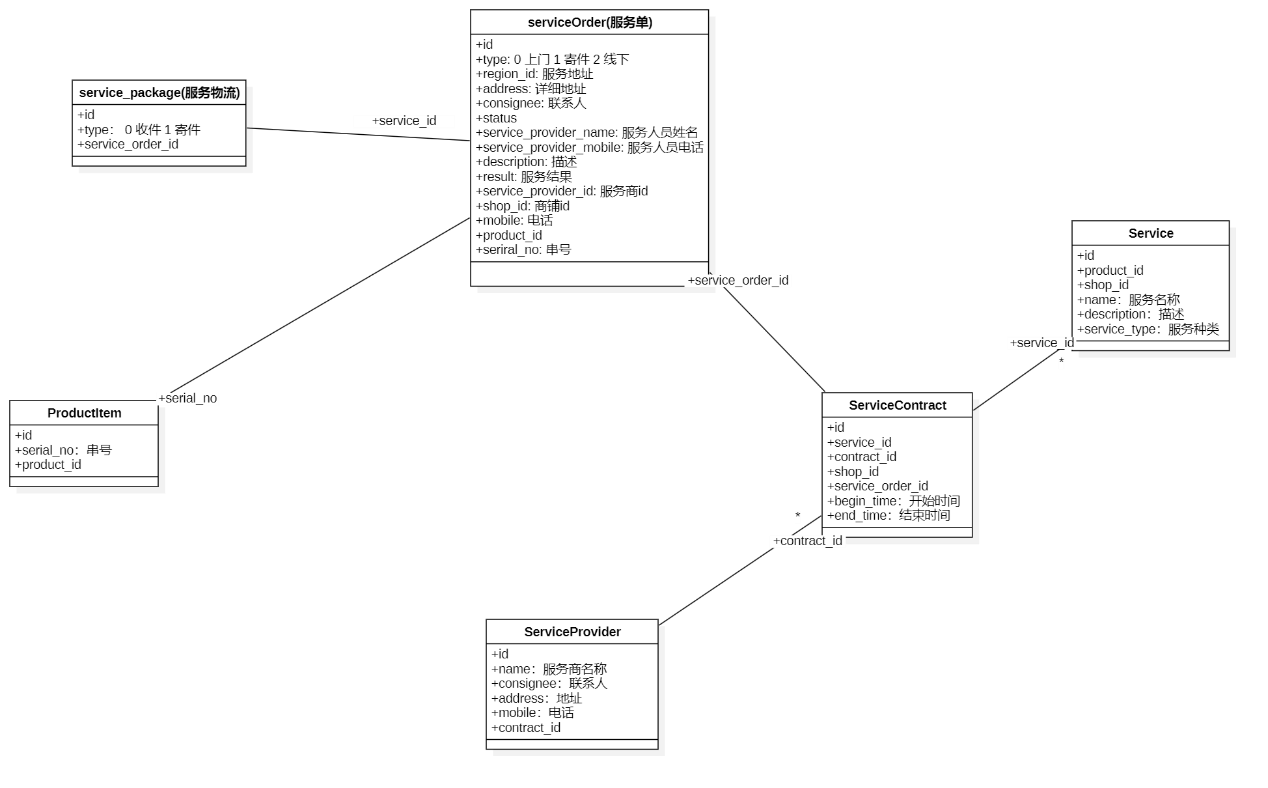 serviceOrder(服务单)
+id
+type: 0 上门 1 寄件 2 线下
+region_id: 服务地址
+address: 详细地址
+consignee: 联系人
+status
+service_provider_name: 服务人员姓名
+service_provider_mobile: 服务人员电话
+description: 描述
+result: 服务结果
+service_provider_id: 服务商id
+shop_id: 商铺id
+mobile: 电话
+product_id
+seriral_no: 串号
service_package(服务物流)
+id
+type： 0 收件 1 寄件
+service_order_id
+service_id
+service_order_id
Service
+id
+product_id
+shop_id
+name：服务名称
+description：描述
+service_type：服务种类
+service_id
*
+serial_no
ProductItem
+id
+serial_no：串号
+product_id
ServiceContract
+id
+service_id
+contract_id
+shop_id
+service_order_id
+begin_time：开始时间
+end_time：结束时间
*
+contract_id
ServiceProvider
+id
+name：服务商名称
+consignee：联系人
+address：地址
+mobile：电话
+contract_id